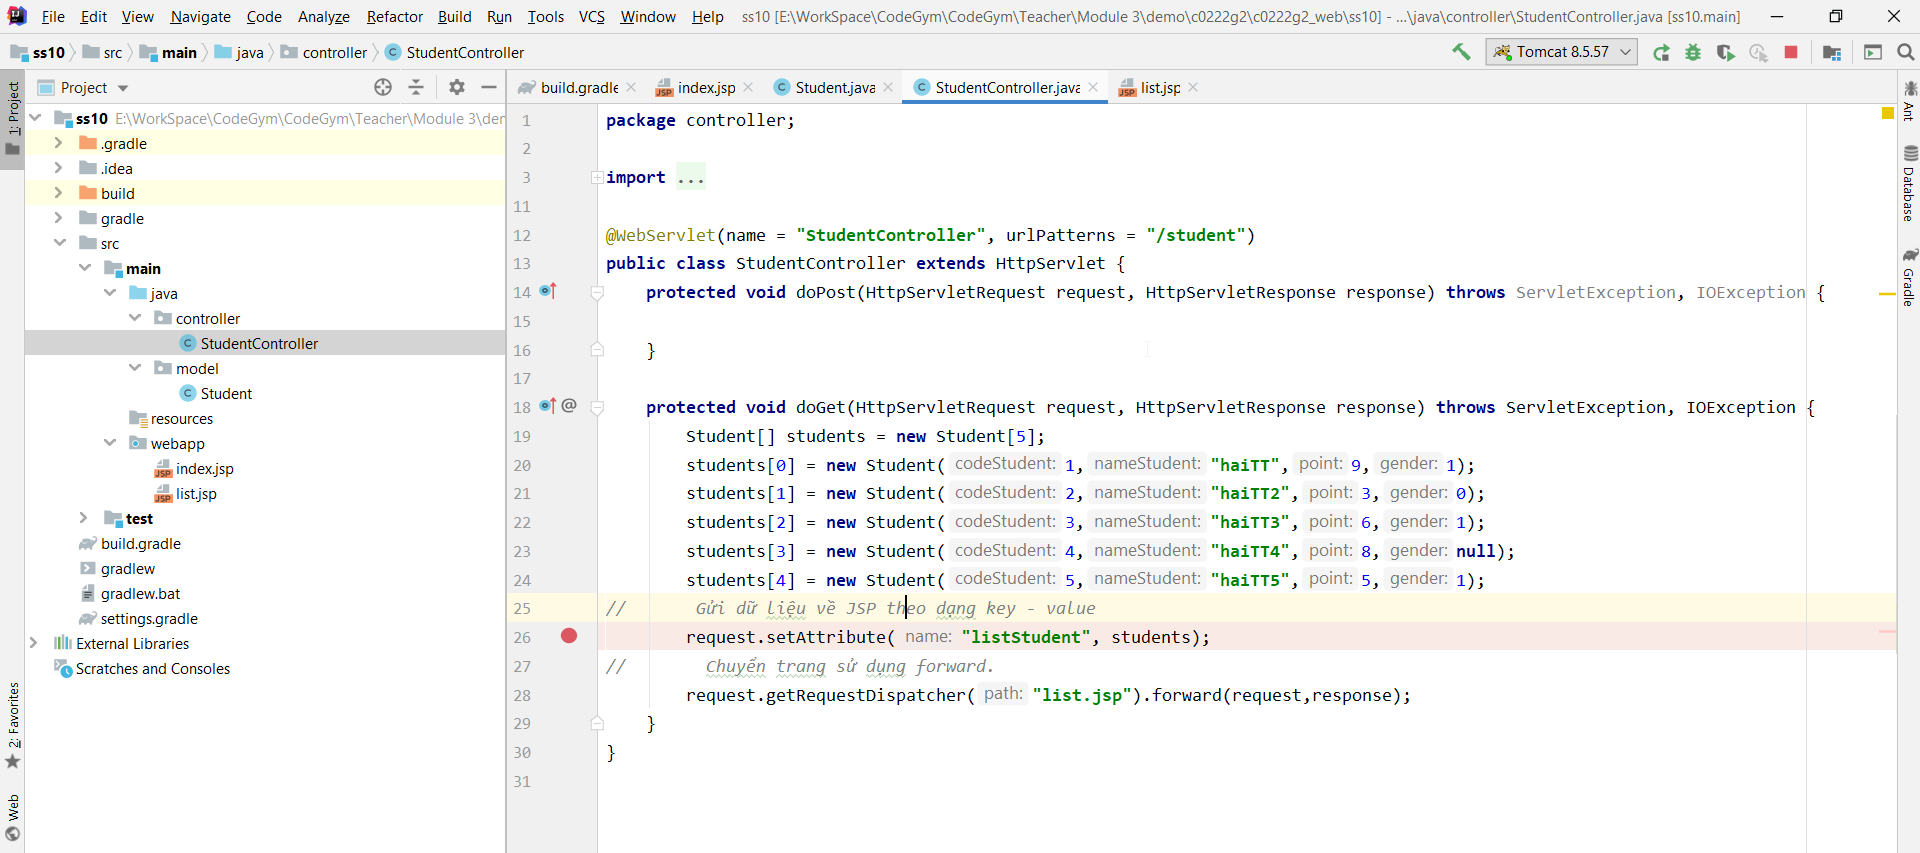 File Edit View Navigate Code Analyze Refactor Build Run Tools VCS Window Help ss10 [E:\WorkSpace\CodeGym\CodeGym\Teacher\Module 3\demo\c0222g2\c0222g2_web\ss10] - ...\java\controller\StudentController.java [ss10.main]
ss10 src main java controller StudentController Tomcat 8.5.57
Project
build.gradle index.jsp Student.java StudentController.java list.jsp
1: Project
2: Favorites
Web
ss10 E:\WorkSpace\CodeGym\CodeGym\Teacher\Module 3\der
.gradle
.idea
build
gradle
src
main
java
controller
StudentController
model
Student
resources
webapp
index.jsp
list.jsp
test
build.gradle
gradlew
gradlew.bat
settings.gradle
External Libraries
Scratches and Consoles
1 package controller;
2
3 import ...
11
12 @WebServlet(name = "StudentController", urlPatterns = "/student")
13 public class StudentController extends HttpServlet {
14 protected void doPost(HttpServletRequest request, HttpServletResponse response) throws ServletException, IOException {
15
16 }
17
18 @ protected void doGet(HttpServletRequest request, HttpServletResponse response) throws ServletException, IOException {
19 Student[] students = new Student[5];
20 students[0] = new Student( codeStudent: 1, nameStudent: "haiTT", point: 9, gender: 1);
21 students[1] = new Student( codeStudent: 2, nameStudent: "haiTT2", point: 3, gender: 0);
22 students[2] = new Student( codeStudent: 3, nameStudent: "haiTT3", point: 6, gender: 1);
23 students[3] = new Student( codeStudent: 4, nameStudent: "haiTT4", point: 8, gender: null);
24 students[4] = new Student( codeStudent: 5, nameStudent: "haiTT5", point: 5, gender: 1);
25 // Gửi dữ liệu về JSP theo dạng key - value
26 request.setAttribute( name: "listStudent", students);
27 // Chuyển trang sử dụng forward.
28 request.getRequestDispatcher( path: "list.jsp").forward(request,response);
29 }
30 }
31
Ant
Database
Gradle